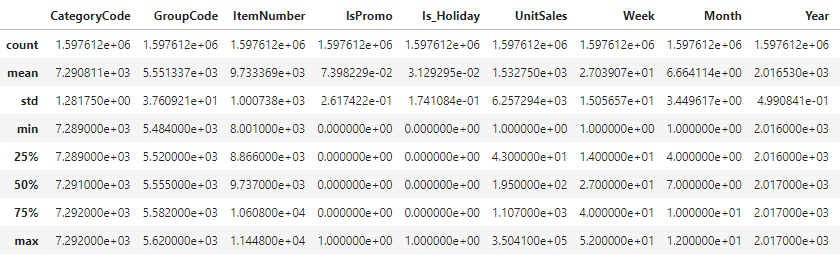 CategoryCode GroupCode ItemNumber IsPromo Is_Holiday UnitSales Week Month Year
count 1.597612e+06 1.597612e+06 1.597612e+06 1.597612e+06 1.597612e+06 1.597612e+06 1.597612e+06 1.597612e+06 1.597612e+06
mean 7.290811e+03 5.551337e+03 9.733369e+03 7.398229e-02 3.129295e-02 1.532750e+03 2.703907e+01 6.664114e+00 2.016530e+03
std 1.281750e+00 3.760921e+01 1.000738e+03 2.617422e-01 1.741084e-01 6.257294e+03 1.505657e+01 3.449617e+00 4.990841e-01
min 7.289000e+03 5.484000e+03 8.001000e+03 0.000000e+00 0.000000e+00 1.000000e+00 1.000000e+00 1.000000e+00 2.016000e+03
25% 7.289000e+03 5.520000e+03 8.866000e+03 0.000000e+00 0.000000e+00 4.300000e+01 1.400000e+01 4.000000e+00 2.016000e+03
50% 7.291000e+03 5.555000e+03 9.737000e+03 0.000000e+00 0.000000e+00 1.950000e+02 2.700000e+01 7.000000e+00 2.017000e+03
75% 7.292000e+03 5.582000e+03 1.060800e+04 0.000000e+00 0.000000e+00 1.107000e+03 4.000000e+01 1.000000e+01 2.017000e+03
max 7.292000e+03 5.620000e+03 1.144800e+04 1.000000e+00 1.000000e+00 3.504100e+05 5.200000e+01 1.200000e+01 2.017000e+03